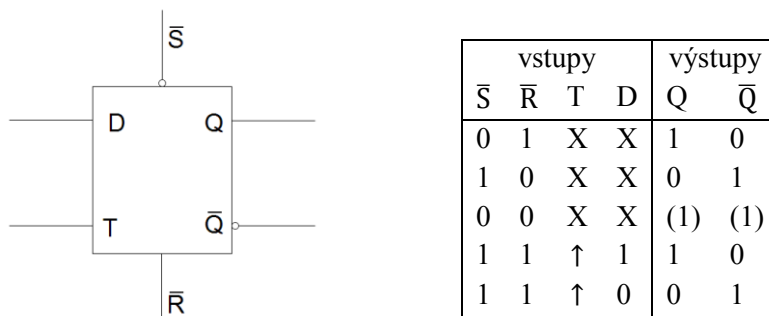 S̅
D Q
T Q̅
R̅
vstupy výstupy
S̅ R̅ T D Q Q̅
0 1 X X 1 0
1 0 X X 0 1
0 0 X X (1) (1)
1 1 ↑ 1 1 0
1 1 ↑ 0 0 1